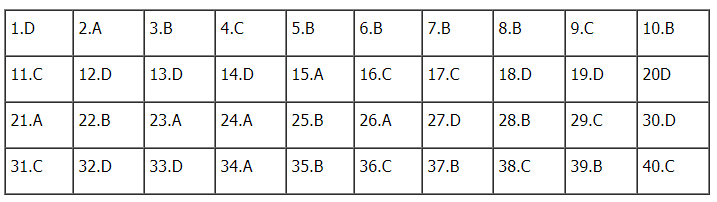 1.D 2.A 3.B 4.C 5.B 6.B 7.B 8.B 9.C 10.B
11.C 12.D 13.D 14.D 15.A 16.C 17.C 18.D 19.D 20D
21.A 22.B 23.A 24.A 25.B 26.A 27.D 28.B 29.C 30.D
31.C 32.D 33.D 34.A 35.B 36.C 37.B 38.C 39.B 40.C